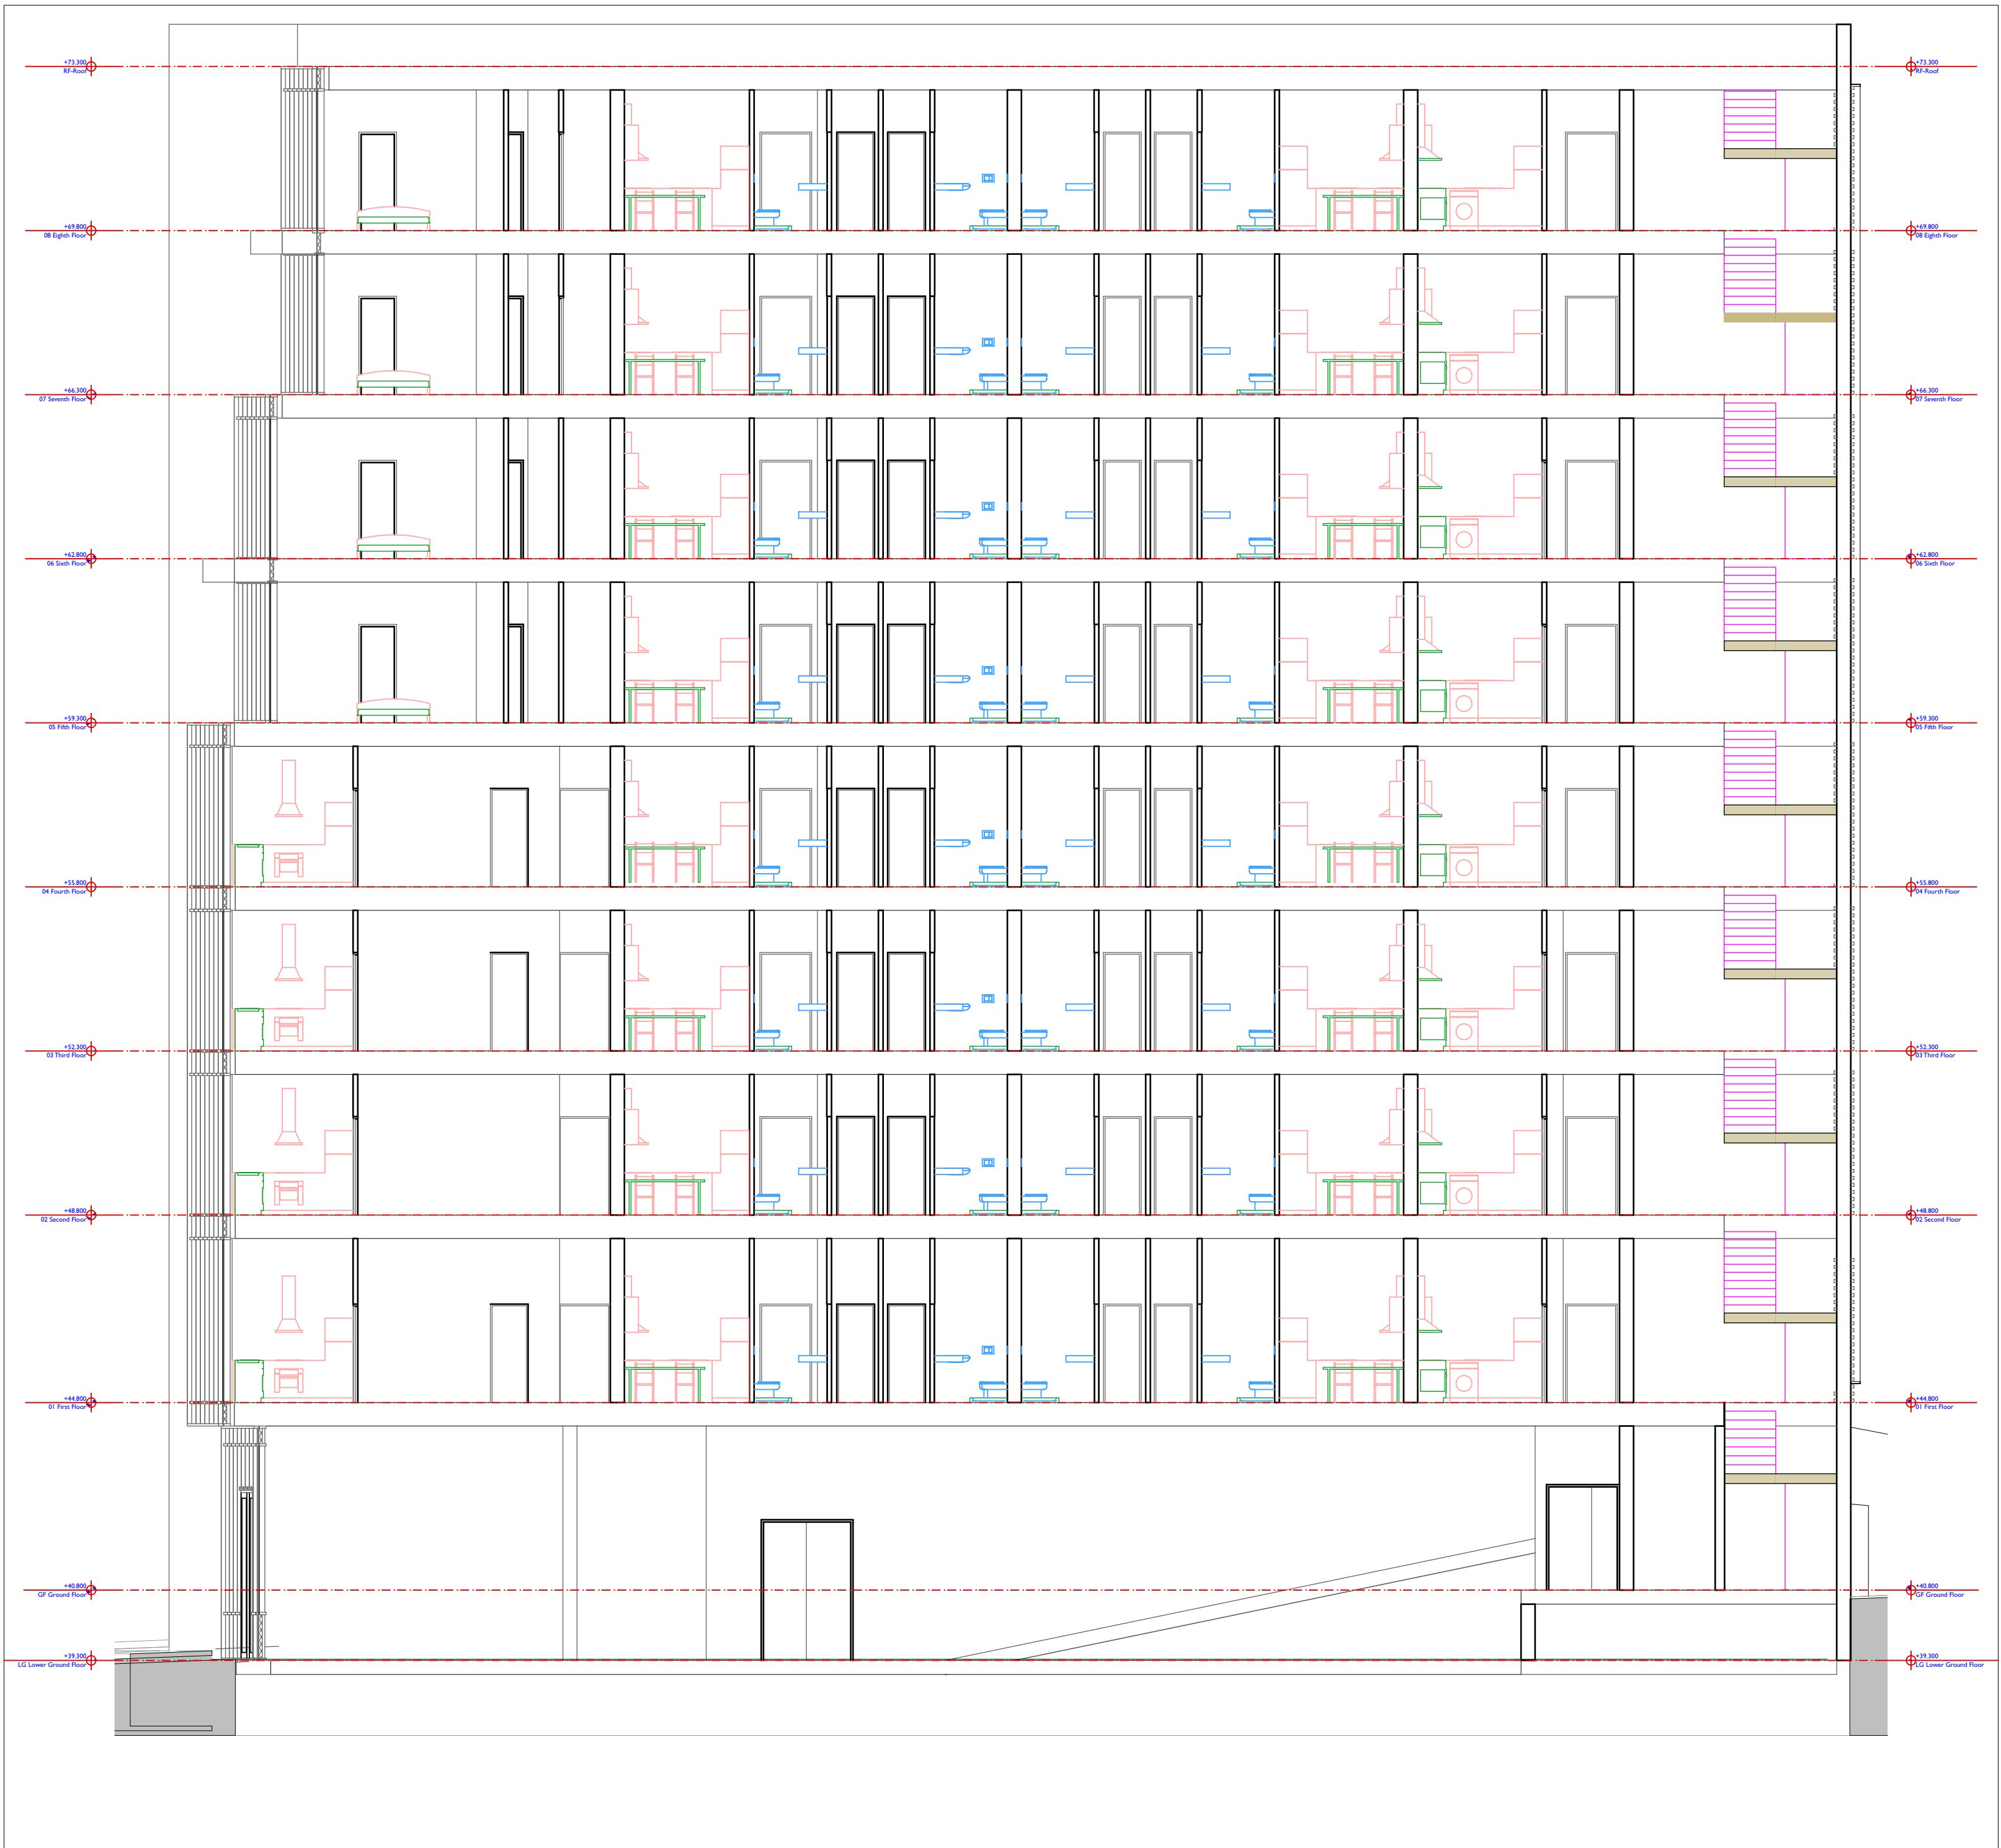 +73.300
RF-Roof
+73.300
RF-Roof
+69.800
08 Eighth Floor
+69.800
08 Eighth Floor
+66.300
07 Seventh Floor
+66.300
07 Seventh Floor
+62.800
06 Sixth Floor
+62.800
06 Sixth Floor
+59.300
05 Fifth Floor
+59.300
05 Fifth Floor
+55.800
04 Fourth Floor
+55.800
04 Fourth Floor
+52.300
03 Third Floor
+52.300
03 Third Floor
+48.800
02 Second Floor
+48.800
02 Second Floor
+44.800
01 First Floor
+44.800
01 First Floor
+40.800
GF Ground Floor
+40.800
GF Ground Floor
+39.300
LG Lower Ground Floor
+39.300
LG Lower Ground Floor